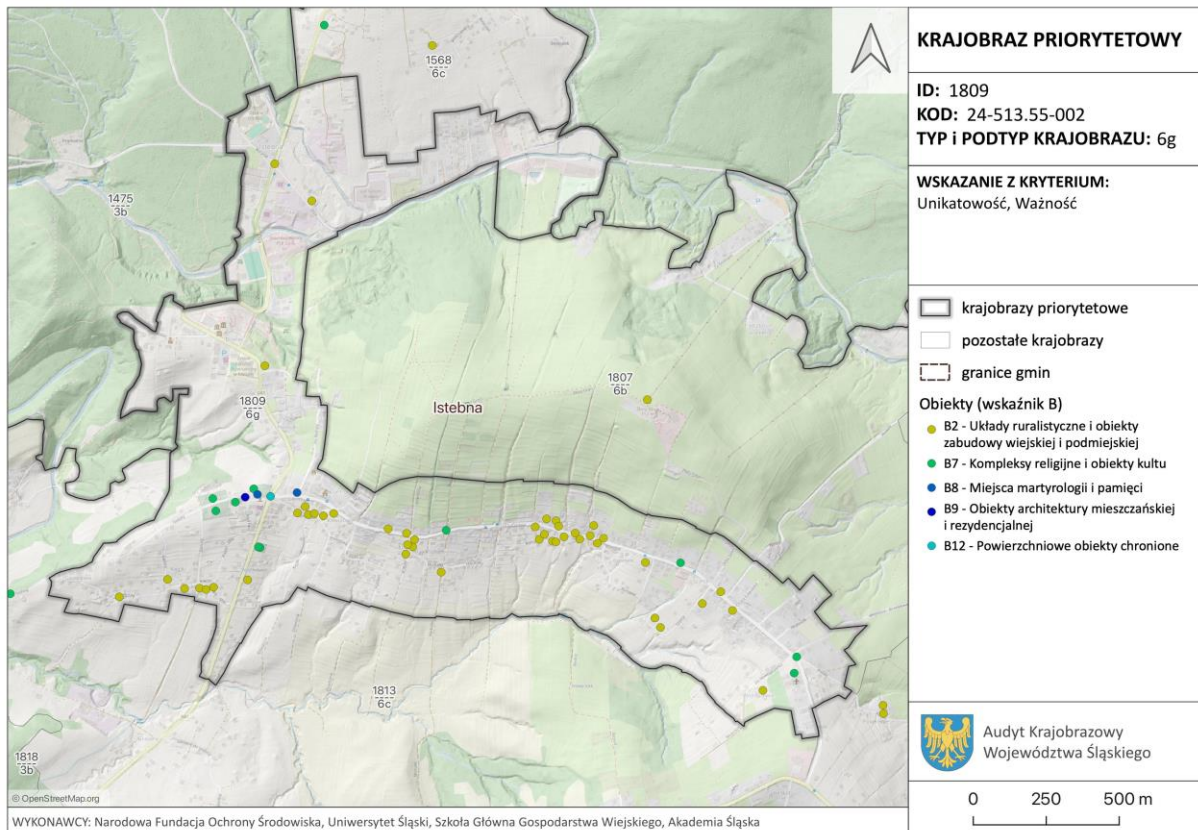 KRAJOBRAZ PRIORYTETOWY
ID: 1809
KOD: 24-513.55-002
TYP i PODTYP KRAJOBRAZU: 6g
WSKAZANIE Z KRYTERIUM:
Unikatowość, Ważność
krajobrazy priorytetowe
pozostałe krajobrazy
granice gmin
Obiekty (wskaźnik B)
B2 - Układy ruralistyczne i obiekty
zabudowy wiejskiej i podmiejskiej
B7 - Kompleksy religijne i obiekty kultu
B8 - Miejsca martyrologii i pamięci
B9 - Obiekty architektury mieszczańskiej
i rezydencjalnej
B12 - Powierzchniowe obiekty chronione
Audyt Krajobrazowy
Województwa Śląskiego
0 250 500 m
1568
6c
1475
3b
1807
6b
Istebna
1809
6g
1813
6c
1818
3b
© OpenStreetMap.org
WYKONAWCY: Narodowa Fundacja Ochrony Środowiska, Uniwersytet Śląski, Szkoła Główna Gospodarstwa Wiejskiego, Akademia Śląska